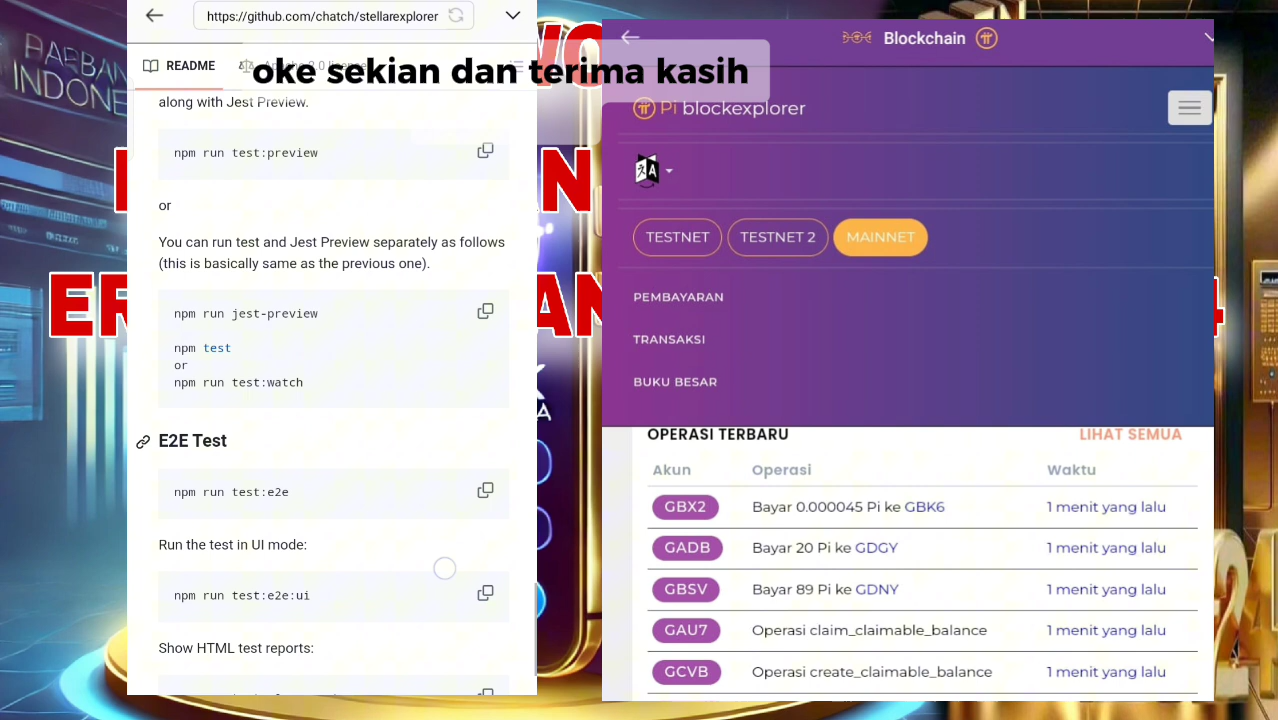 https://github.com/chatch/stellarexplorer
README
oke sekian dan terima kasih
along with Jest Preview.
npm run test:preview
or
You can run test and Jest Preview separately as follows
(this is basically same as the previous one).
npm run jest-preview
npm test
or
npm run test:watch
E2E Test
npm run test:e2e
Run the test in UI mode:
npm run test:e2e:ui
Show HTML test reports:
Blockchain
Pi blockexplorer
TESTNET
TESTNET 2
MAINNET
PEMBAYARAN
TRANSAKSI
BUKU BESAR
OPERASI TERBARU LIHAT SEMUA
Akun Operasi Waktu
GBX2 Bayar 0.000045 Pi ke GBK6 1 menit yang lalu
GADB Bayar 20 Pi ke GDGY 1 menit yang lalu
GBSV Bayar 89 Pi ke GDNY 1 menit yang lalu
GAU7 Operasi claim_claimable_balance 1 menit yang lalu
GCVB Operasi create_claimable_balance 1 menit yang lalu